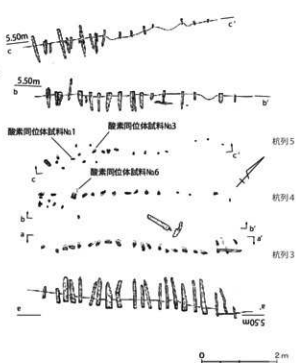 c'
5.50m
c
5.50m
b
b'
酸素同位体試料№1
酸素同位体試料№3
杭列5
c
c'
酸素同位体試料№6
杭列4
b
b'
a
a'
杭列3
a
a'
5.50m
0
2 m